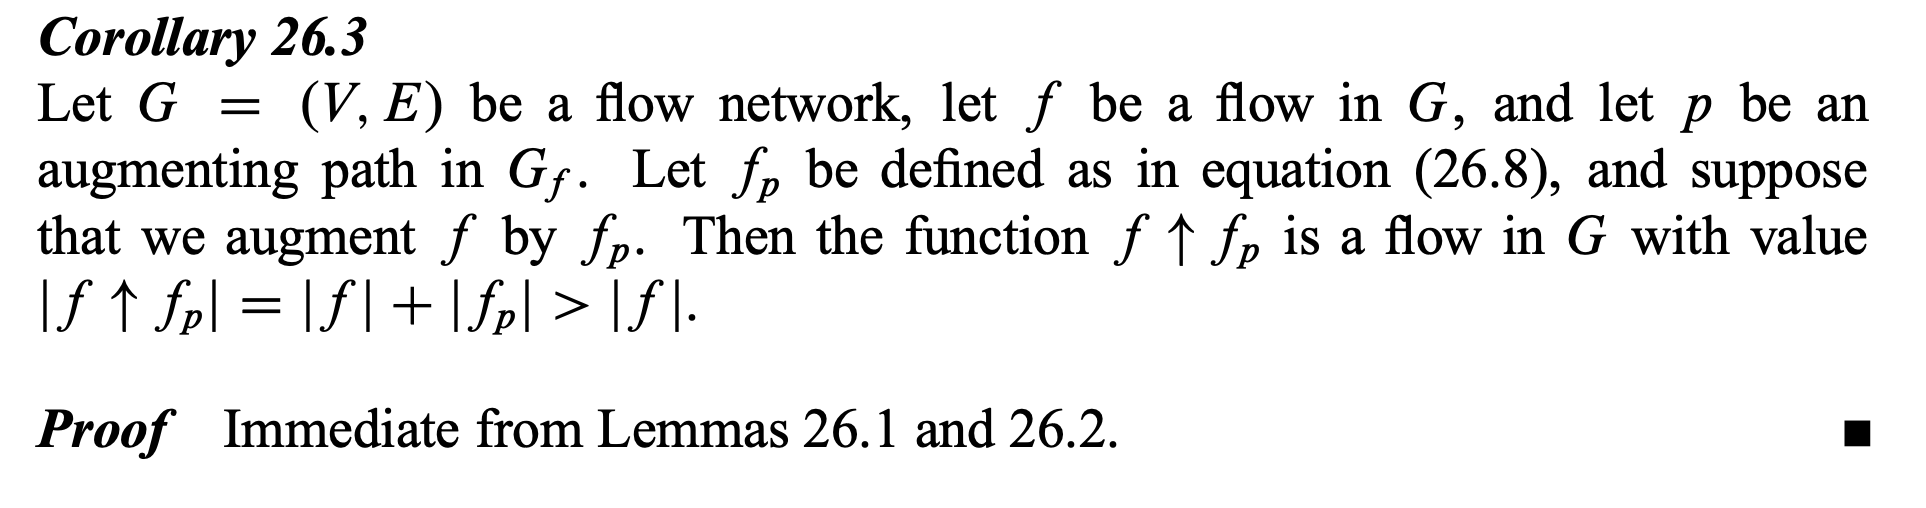 Corollary 26.3
Let G = (V, E) be a flow network, let f be a flow in G, and let p be an
augmenting path in G_f. Let f_p be defined as in equation (26.8), and suppose
that we augment f by f_p. Then the function f ↑ f_p is a flow in G with value
|f ↑ f_p| = |f| + |f_p| > |f|.
Proof Immediate from Lemmas 26.1 and 26.2. ■